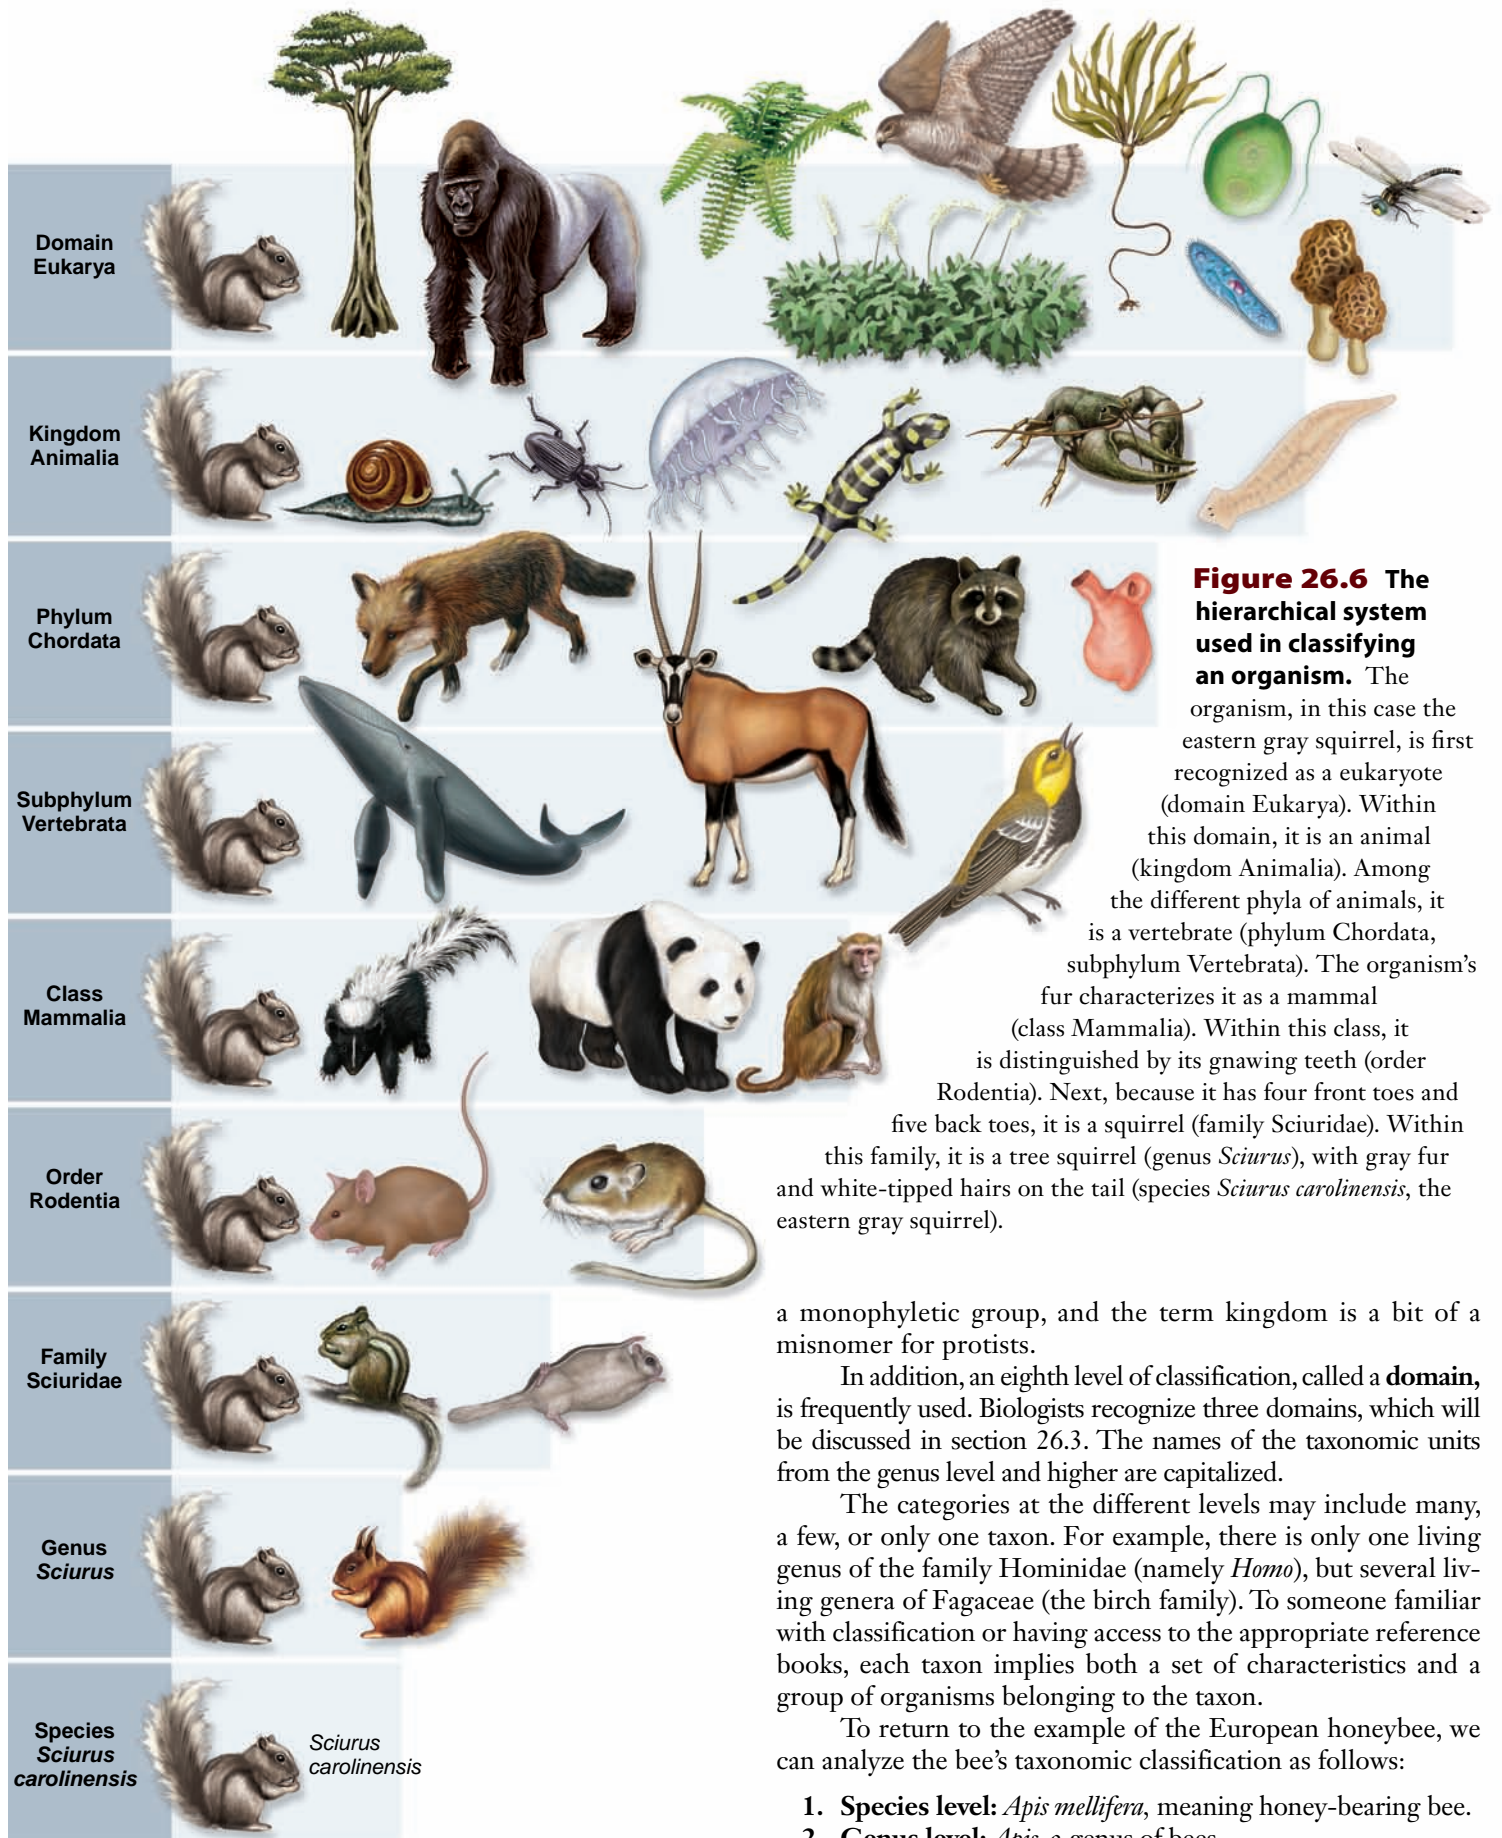 Domain
Eukarya
Kingdom
Animalia
Phylum
Chordata
Subphylum
Vertebrata
Class
Mammalia
Order
Rodentia
Family
Sciuridae
Genus
Sciurus
Species
Sciurus
carolinensis
Sciurus
carolinensis
Figure 26.6 The
hierarchical system
used in classifying
an organism. The
organism, in this case the
eastern gray squirrel, is first
recognized as a eukaryote
(domain Eukarya). Within
this domain, it is an animal
(kingdom Animalia). Among
the different phyla of animals, it
is a vertebrate (phylum Chordata,
subphylum Vertebrata). The organism's
fur characterizes it as a mammal
(class Mammalia). Within this class, it
is distinguished by its gnawing teeth (order
Rodentia). Next, because it has four front toes and
five back toes, it is a squirrel (family Sciuridae). Within
this family, it is a tree squirrel (genus Sciurus), with gray fur
and white-tipped hairs on the tail (species Sciurus carolinensis, the
eastern gray squirrel).
a monophyletic group, and the term kingdom is a bit of a
misnomer for protists.
In addition, an eighth level of classification, called a domain,
is frequently used. Biologists recognize three domains, which will
be discussed in section 26.3. The names of the taxonomic units
from the genus level and higher are capitalized.
The categories at the different levels may include many,
a few, or only one taxon. For example, there is only one living
genus of the family Hominidae (namely Homo), but several liv-
ing genera of Fagaceae (the birch family). To someone familiar
with classification or having access to the appropriate reference
books, each taxon implies both a set of characteristics and a
group of organisms belonging to the taxon.
To return to the example of the European honeybee, we
can analyze the bee's taxonomic classification as follows:
1. Species level: Apis mellifera, meaning honey-bearing bee.
2. Genus level: Apis, a genus of bees.